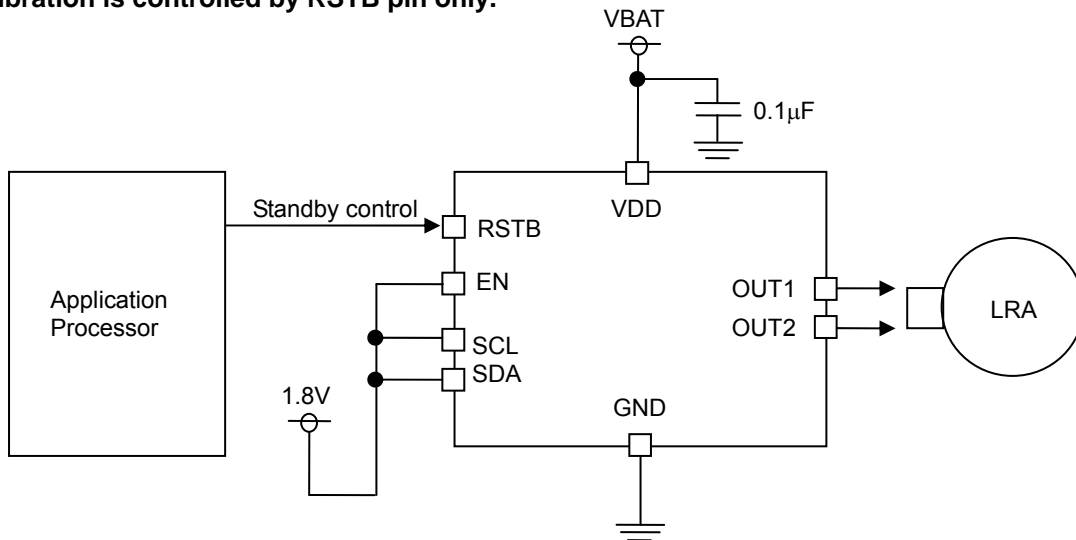 bration is controlled by RSTB pin only.
VBAT
0.1μF
Standby control
VDD
RSTB
EN
OUT1
Application
Processor
LRA
OUT2
SCL
SDA
1.8V
GND